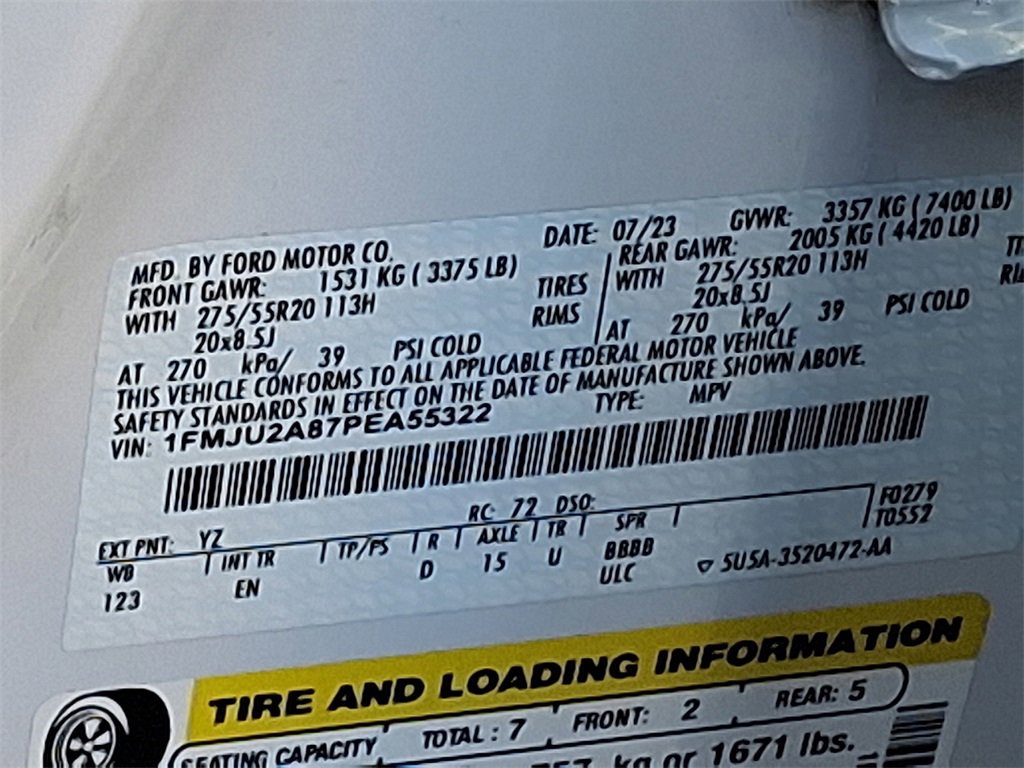 MFD. BY FORD MOTOR CO. DATE: 07/23 GVWR: 3357 KG ( 7400 LB)
FRONT GAWR: 1531 KG ( 3375 LB) REAR GAWR: 2005 KG ( 4420 LB)
WITH 275/55R20 113H TIRES WITH 275/55R20 113H
20x8.5J RIMS 20x8.5J
AT 270 kPa/ 39 PSI COLD AT 270 kPa/ 39 PSI COLD
THIS VEHICLE CONFORMS TO ALL APPLICABLE FEDERAL MOTOR VEHICLE
SAFETY STANDARDS IN EFFECT ON THE DATE OF MANUFACTURE SHOWN ABOVE.
VIN: 1FMJU2A87PEA55322 TYPE: MPV
EXT PNT: YZ RC: 72 DSO: F0279
WB INT TR TP/PS R AXLE TR SPR T0552
123 EN D 15 U BBBB
ULC 5U5A-3520472-AA
TIRE AND LOADING INFORMATION
SEATING CAPACITY TOTAL : 7 FRONT: 2 REAR: 5
kg or 1671 lbs.